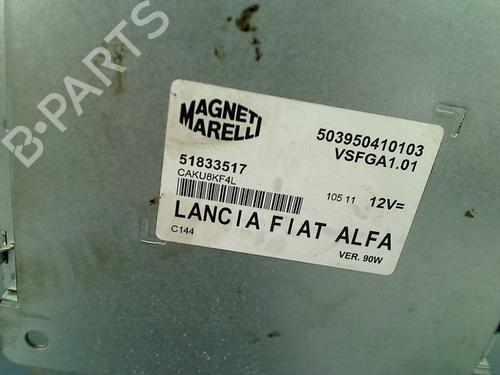 B-PARTS
MAGNETI
MARELLI
503950410103
VSFGA1.01
51833517
CAKU8KF4L
105 11 12V=
LANCIA FIAT ALFA
C144
VER. 90W